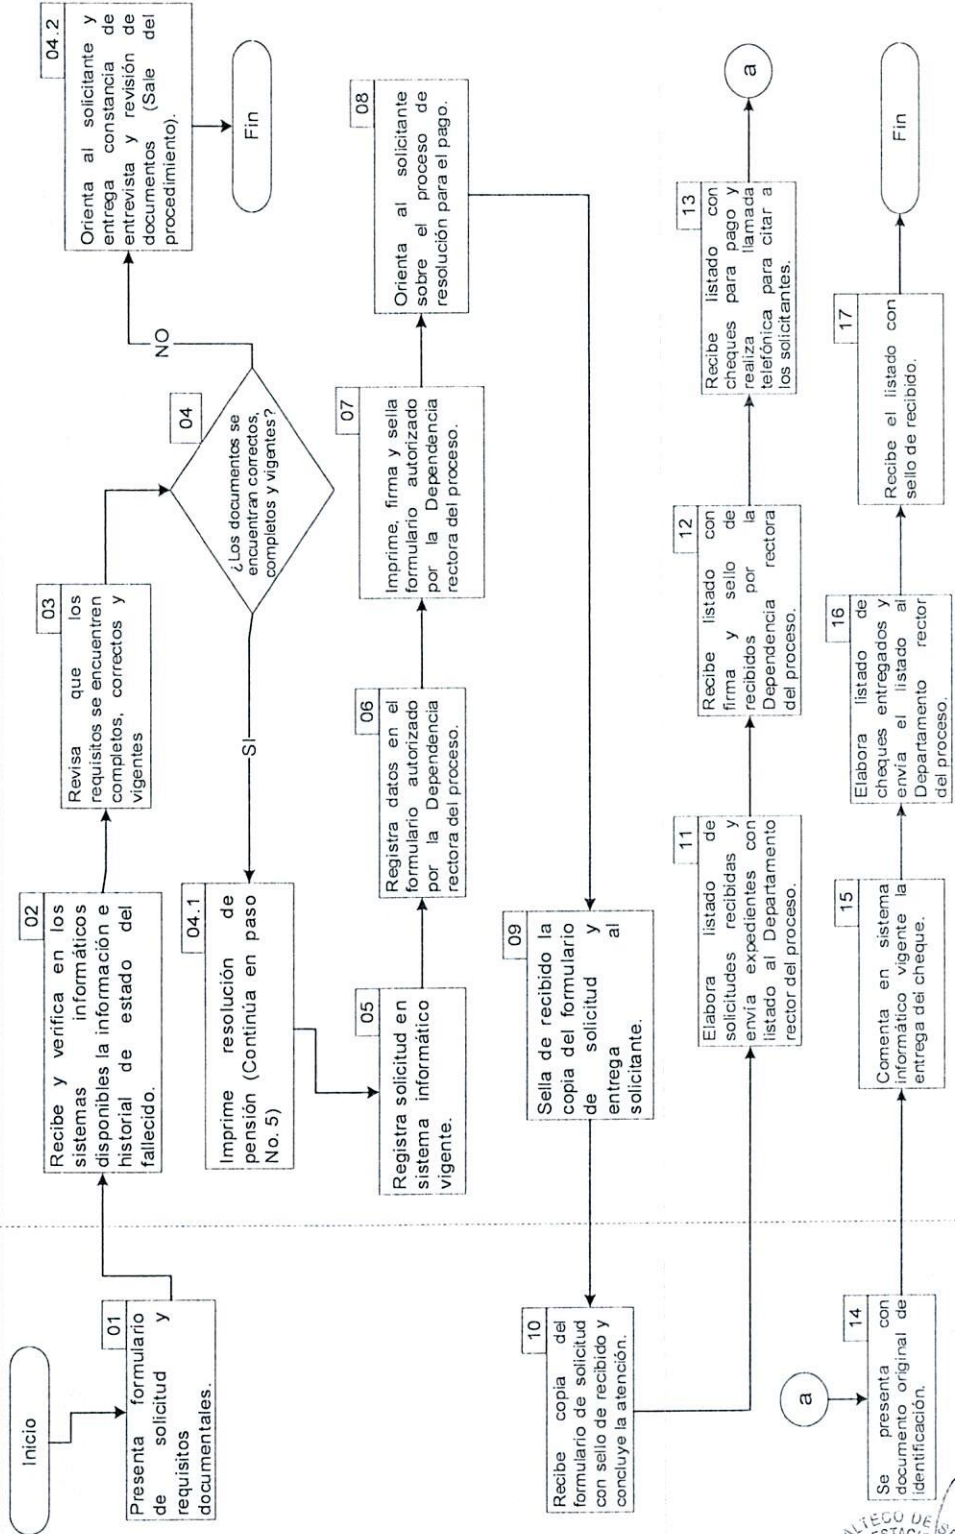 Inicio
01
Presenta formulario
de solicitud y
requisitos
documentales.
02
Recibe y verifica en los
sistemas informáticos
disponibles la información e
historial de estado del
fallecido.
03
Revisa que los
requisitos se encuentren
completos, correctos y
vigentes
04
¿Los documentos se
encuentran correctos,
completos y vigentes?
NO
04.2
Orienta al solicitante y
entrega constancia de
entrevista y revisión de
documentos (Sale del
procedimiento).
Fin
SI
04.1
Imprime resolución de
pensión (Continúa en paso
No. 5)
05
Registra solicitud en
sistema informático
vigente.
06
Registra datos en el
formulario autorizado
por la Dependencia
rectora del proceso.
07
Imprime, firma y sella
formulario autorizado
por la Dependencia
rectora del proceso.
08
Orienta al solicitante
sobre el proceso de
resolución para el pago.
09
Sella de recibido la
copia del formulario
de solicitud y
entrega al
solicitante.
10
Recibe copia del
formulario de solicitud
con sello de recibido y
concluye la atención.
11
Elabora listado de
solicitudes recibidas y
envía expedientes con
listado al Departamento
rector del proceso.
12
Recibe listado con
firma y sello de
recibidos por la
Dependencia rectora
del proceso.
13
Recibe listado con
cheques para pago y
realiza llamada
telefónica para citar a
los solicitantes.
a
a
14
Se presenta con
documento original de
identificación.
15
Comenta en sistema
informático vigente la
entrega del cheque.
16
Elabora listado de
cheques entregados y
envía el listado al
Departamento rector
del proceso.
17
Recibe el listado con
sello de recibido.
Fin